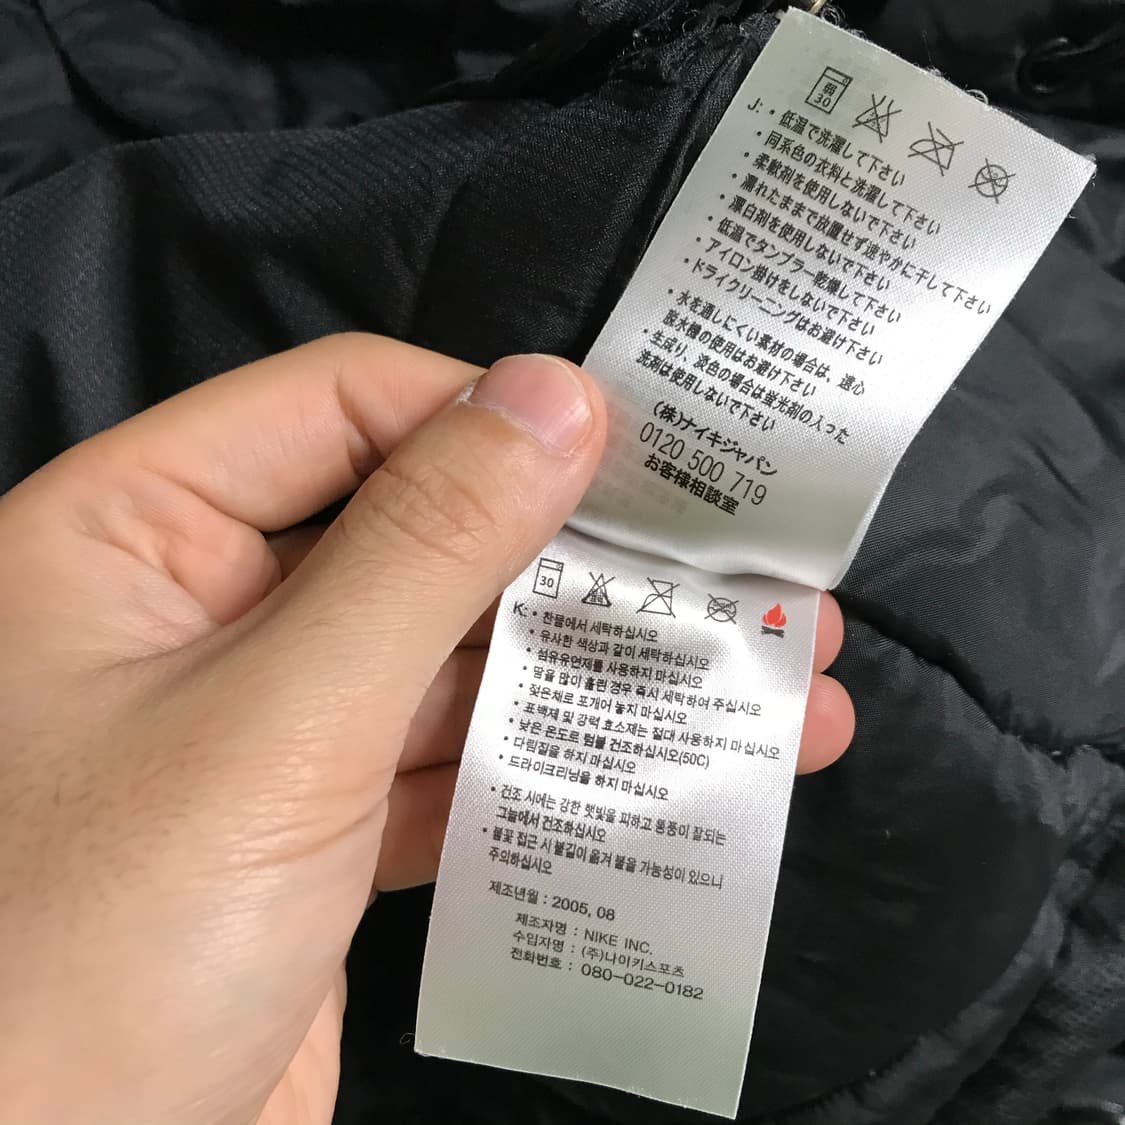 網
30
J:
・低温で洗濯して下さい
・同系色の衣料と洗濯して下さい
・柔軟剤を使用しないで下さい
・濡れたままで放置せず速やかに干して下さい
・漂白剤を使用しないで下さい
・低温でタンブラー乾燥して下さい
・アイロン掛けをしないで下さい
・ドライクリーニングはお避け下さい
・水を通しにくい素材の場合は、遠心
脱水機の使用はお避け下さい
・生成り、淡色の場合は蛍光剤の入った
洗剤は使用しないで下さい
(株)ナイキジャパン
0120 500 719
お客様相談室
30
K: • 찬물에서 세탁하십시오
• 유사한 색상과 같이 세탁하십시오
• 섬유유연제를 사용하지 마십시오
• 땀을 많이 흘린 경우 즉시 세탁하여 주십시오
• 젖은채로 포개어 놓지 마십시오
• 표백제 및 강력 효소제는 절대 사용하지 마십시오
• 낮은 온도로 텀블 건조하십시오(50C)
• 다림질을 하지 마십시오
• 드라이크리닝을 하지 마십시오
• 건조 시에는 강한 햇빛을 피하고 통풍이 잘되는
그늘에서 건조하십시오
• 불꽃 접근 시 불길이 옮겨 붙을 가능성이 있으니
주의하십시오
제조년월 : 2005, 08
제조자명 : NIKE INC.
수입자명 : (주)나이키스포츠
전화번호 : 080-022-0182